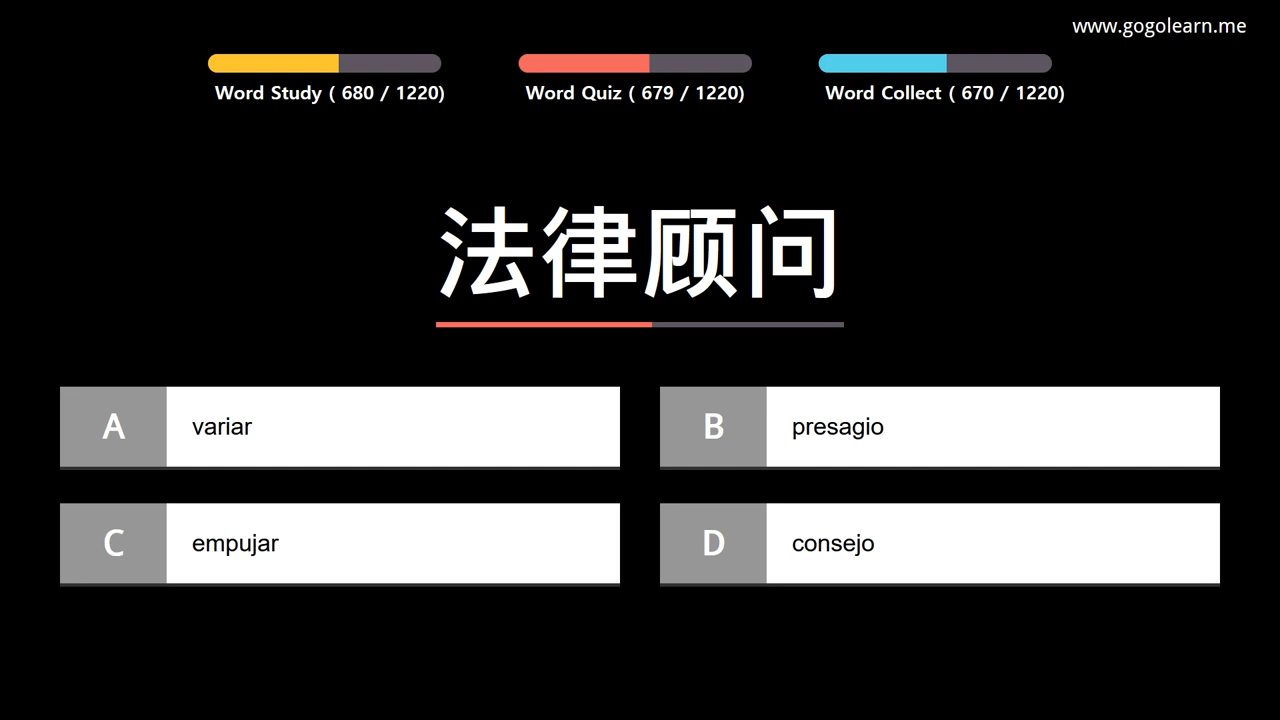 www.gogolearn.me
Word Study ( 680 / 1220)
Word Quiz ( 679 / 1220)
Word Collect ( 670 / 1220)
法律顾问
A
variar
B
presagio
C
empujar
D
consejo